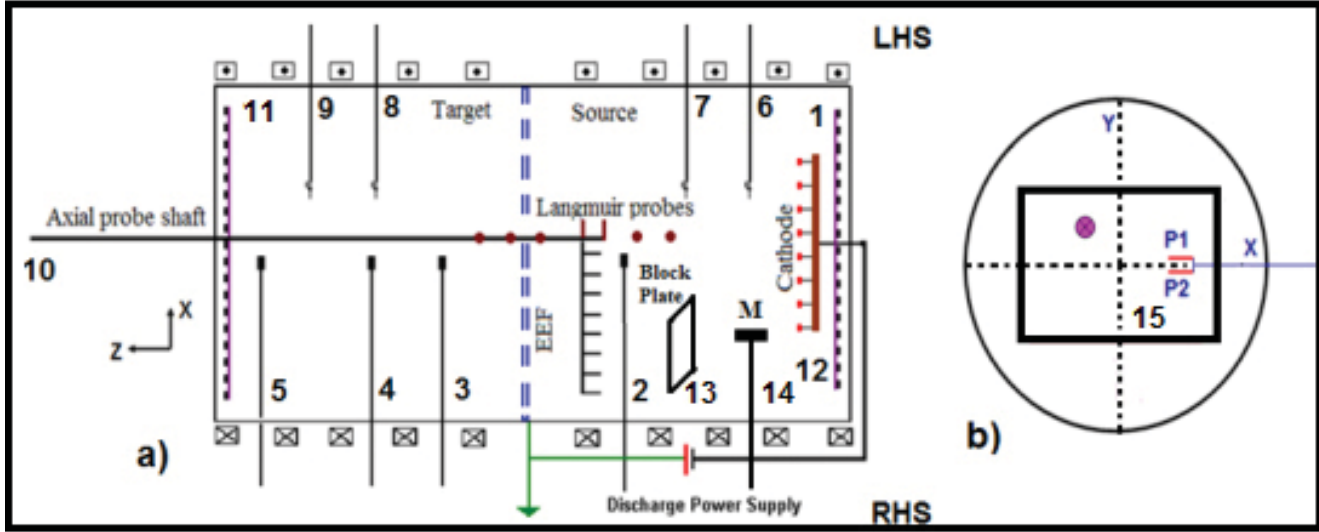 LHS
11
9
8
Target
Source
7
6
1
Y
Axial probe shaft
Langmuir probes
Cathode
P1
X
10
Block
Plate
P2
X
M
15
Z
EEF
5
4
3
2
13
14
12
a)
b)
Discharge Power Supply
RHS